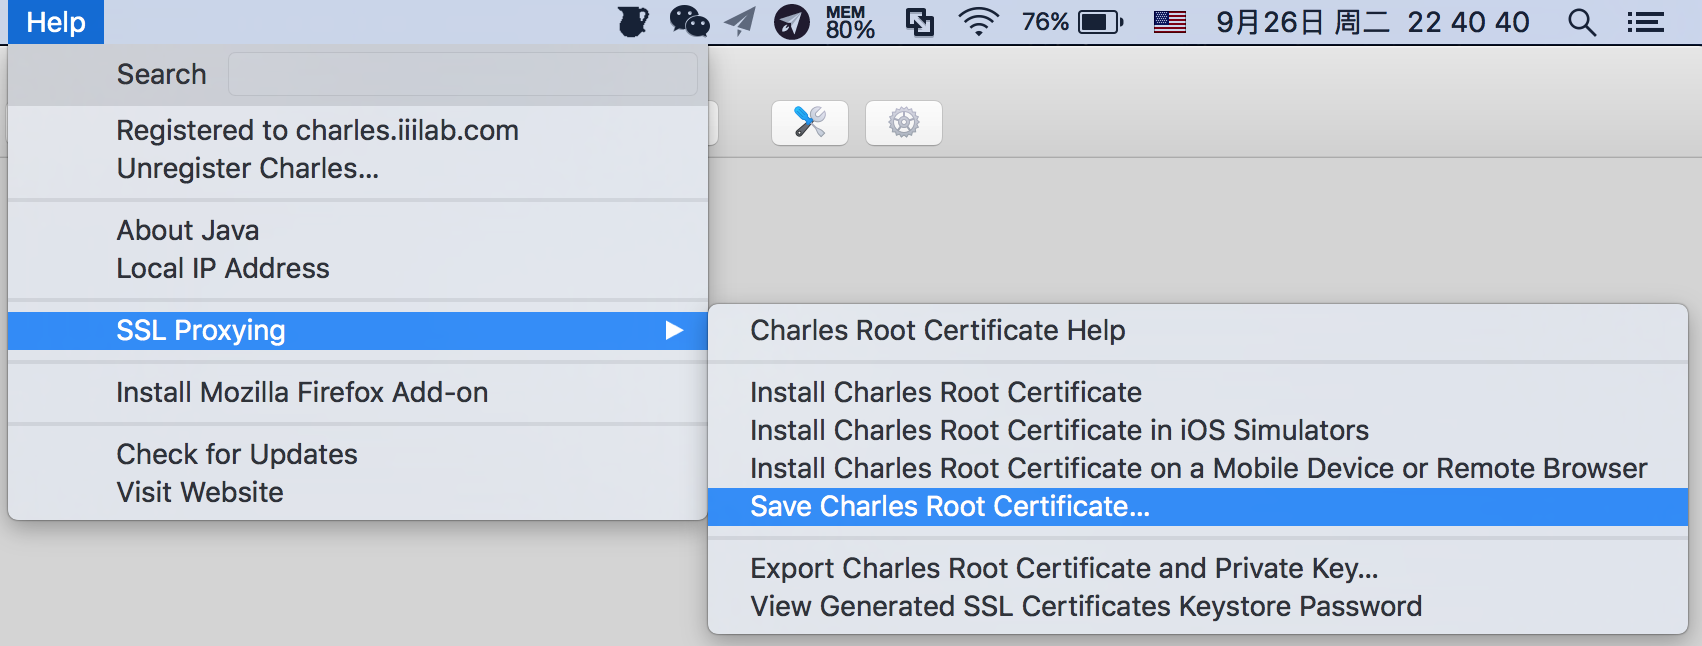 Help MEM 80% 76% 9月26日 周二 22 40 40
Search
Registered to charles.iiilab.com
Unregister Charles...
About Java
Local IP Address
SSL Proxying
Install Mozilla Firefox Add-on
Check for Updates
Visit Website
Charles Root Certificate Help
Install Charles Root Certificate
Install Charles Root Certificate in iOS Simulators
Install Charles Root Certificate on a Mobile Device or Remote Browser
Save Charles Root Certificate...
Export Charles Root Certificate and Private Key...
View Generated SSL Certificates Keystore Password